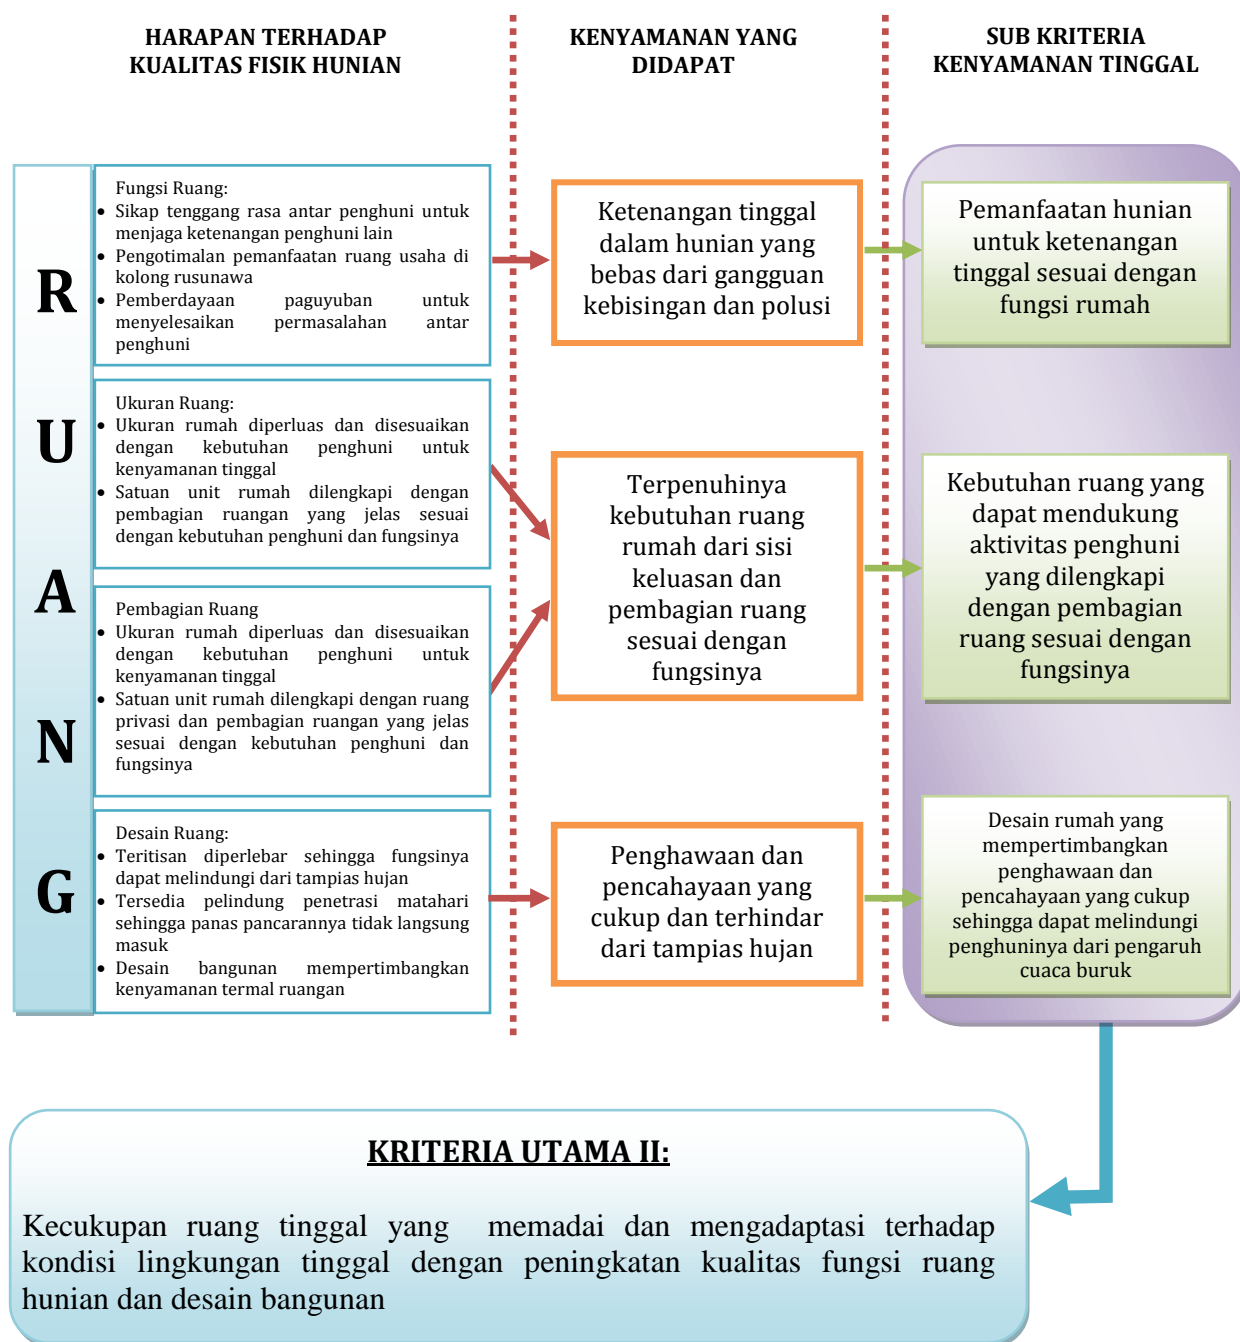 HARAPAN TERHADAP
KUALITAS FISIK HUNIAN
KENYAMANAN YANG
DIDAPAT
SUB KRITERIA
KENYAMANAN TINGGAL
R
U
A
N
G
Fungsi Ruang:
• Sikap tenggang rasa antar penghuni untuk
menjaga ketenangan penghuni lain
• Pengotimalan pemanfaatan ruang usaha di
kolong rusunawa
• Pemberdayaan paguyuban untuk
menyelesaikan permasalahan antar
penghuni
Ukuran Ruang:
• Ukuran rumah diperluas dan disesuaikan
dengan kebutuhan penghuni untuk
kenyamanan tinggal
• Satuan unit rumah dilengkapi dengan
pembagian ruangan yang jelas sesuai
dengan kebutuhan penghuni dan fungsinya
Pembagian Ruang
• Ukuran rumah diperluas dan disesuaikan
dengan kebutuhan penghuni untuk
kenyamanan tinggal
• Satuan unit rumah dilengkapi dengan ruang
privasi dan pembagian ruangan yang jelas
sesuai dengan kebutuhan penghuni dan
fungsinya
Desain Ruang:
• Teritisan diperlebar sehingga fungsinya
dapat melindungi dari tampias hujan
• Tersedia pelindung penetrasi matahari
sehingga panas pancarannya tidak langsung
masuk
• Desain bangunan mempertimbangkan
kenyamanan termal ruangan
Ketenangan tinggal
dalam hunian yang
bebas dari gangguan
kebisingan dan polusi
Terpenuhinya
kebutuhan ruang
rumah dari sisi
keluasan dan
pembagian ruang
sesuai dengan
fungsinya
Penghawaan dan
pencahayaan yang
cukup dan terhindar
dari tampias hujan
Pemanfaatan hunian
untuk ketenangan
tinggal sesuai dengan
fungsi rumah
Kebutuhan ruang yang
dapat mendukung
aktivitas penghuni
yang dilengkapi
dengan pembagian
ruang sesuai dengan
fungsinya
Desain rumah yang
mempertimbangkan
penghawaan dan
pencahayaan yang cukup
sehingga dapat melindungi
penghuninya dari pengaruh
cuaca buruk
KRITERIA UTAMA II:
Kecukupan ruang tinggal yang memadai dan mengadaptasi terhadap
kondisi lingkungan tinggal dengan peningkatan kualitas fungsi ruang
hunian dan desain bangunan